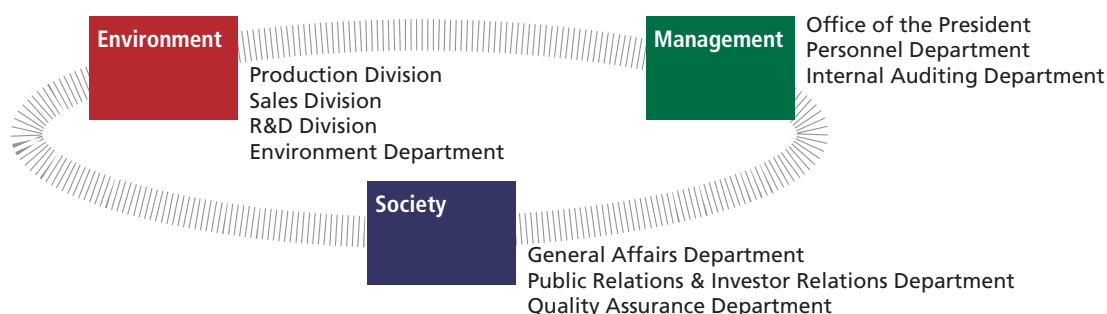 Environment
Production Division
Sales Division
R&D Division
Environment Department
Management
Office of the President
Personnel Department
Internal Auditing Department
Society
General Affairs Department
Public Relations & Investor Relations Department
Quality Assurance Department